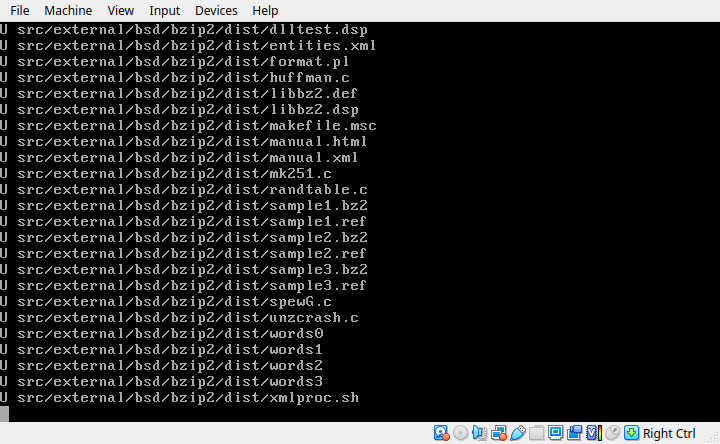 File Machine View Input Devices Help
U src/external/bsd/bzip2/dist/dlltest.dsp
U src/external/bsd/bzip2/dist/entities.xml
U src/external/bsd/bzip2/dist/format.pl
U src/external/bsd/bzip2/dist/huffman.c
U src/external/bsd/bzip2/dist/libbz2.def
U src/external/bsd/bzip2/dist/libbz2.dsp
U src/external/bsd/bzip2/dist/makefile.msc
U src/external/bsd/bzip2/dist/manual.html
U src/external/bsd/bzip2/dist/manual.xml
U src/external/bsd/bzip2/dist/mk251.c
U src/external/bsd/bzip2/dist/randtable.c
U src/external/bsd/bzip2/dist/sample1.bz2
U src/external/bsd/bzip2/dist/sample1.ref
U src/external/bsd/bzip2/dist/sample2.bz2
U src/external/bsd/bzip2/dist/sample2.ref
U src/external/bsd/bzip2/dist/sample3.bz2
U src/external/bsd/bzip2/dist/sample3.ref
U src/external/bsd/bzip2/dist/spewG.c
U src/external/bsd/bzip2/dist/unzcrash.c
U src/external/bsd/bzip2/dist/words0
U src/external/bsd/bzip2/dist/words1
U src/external/bsd/bzip2/dist/words2
U src/external/bsd/bzip2/dist/words3
U src/external/bsd/bzip2/dist/xmlproc.sh
Right Ctrl